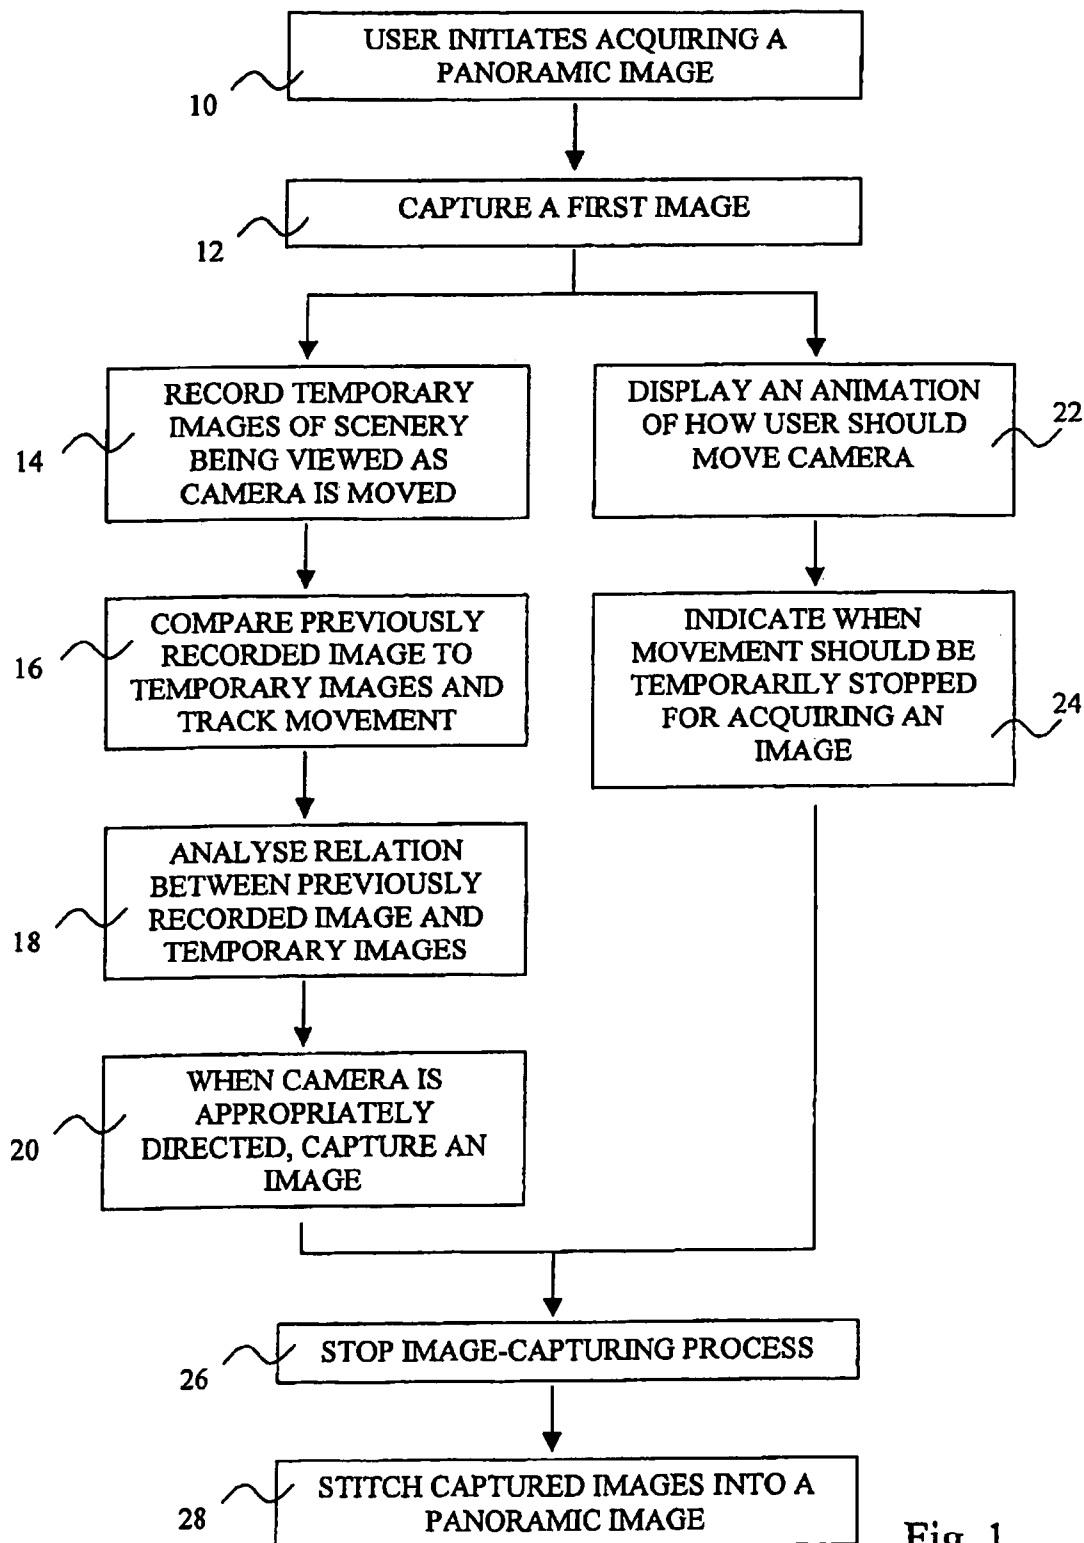 USER INITIATES ACQUIRING A
PANORAMIC IMAGE
10
CAPTURE A FIRST IMAGE
12
RECORD TEMPORARY
IMAGES OF SCENERY
BEING VIEWED AS
CAMERA IS MOVED
14
DISPLAY AN ANIMATION
OF HOW USER SHOULD
MOVE CAMERA
22
COMPARE PREVIOUSLY
RECORDED IMAGE TO
TEMPORARY IMAGES AND
TRACK MOVEMENT
16
INDICATE WHEN
MOVEMENT SHOULD BE
TEMPORARILY STOPPED
FOR ACQUIRING AN
IMAGE
24
ANALYSE RELATION
BETWEEN PREVIOUSLY
RECORDED IMAGE AND
TEMPORARY IMAGES
18
WHEN CAMERA IS
APPROPRIATELY
DIRECTED, CAPTURE AN
IMAGE
20
STOP IMAGE-CAPTURING PROCESS
26
STITCH CAPTURED IMAGES INTO A
PANORAMIC IMAGE
28
Fig. 1